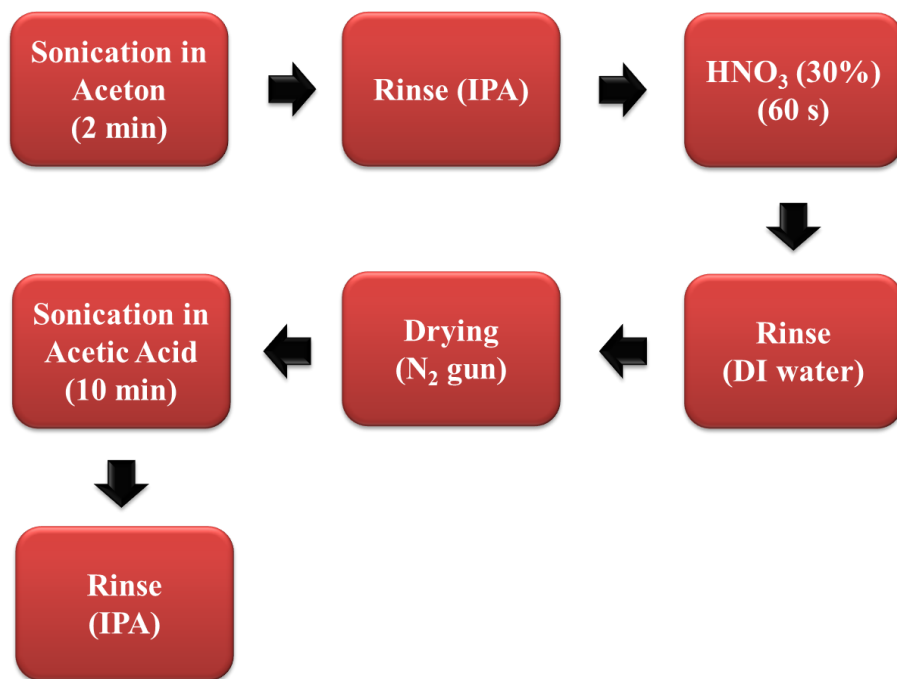 Sonication in
Aceton
(2 min)
Rinse (IPA)
HNO₃ (30%)
(60 s)
Rinse
(DI water)
Drying
(N₂ gun)
Sonication in
Acetic Acid
(10 min)
Rinse
(IPA)